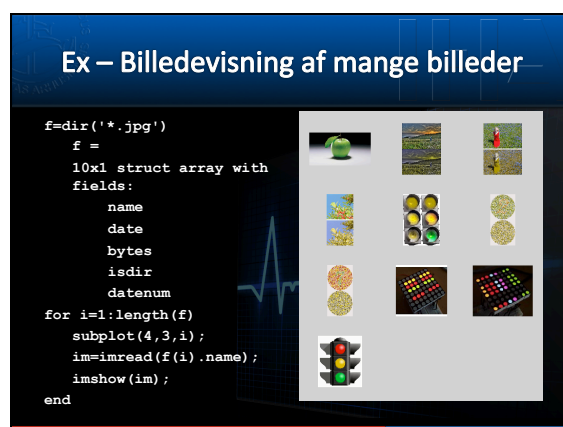 Ex – Billedevisning af mange billeder
f=dir('*.jpg')
f =
10x1 struct array with
fields:
name
date
bytes
isdir
datenum
for i=1:length(f)
subplot(4,3,i);
im=imread(f(i).name);
imshow(im);
end